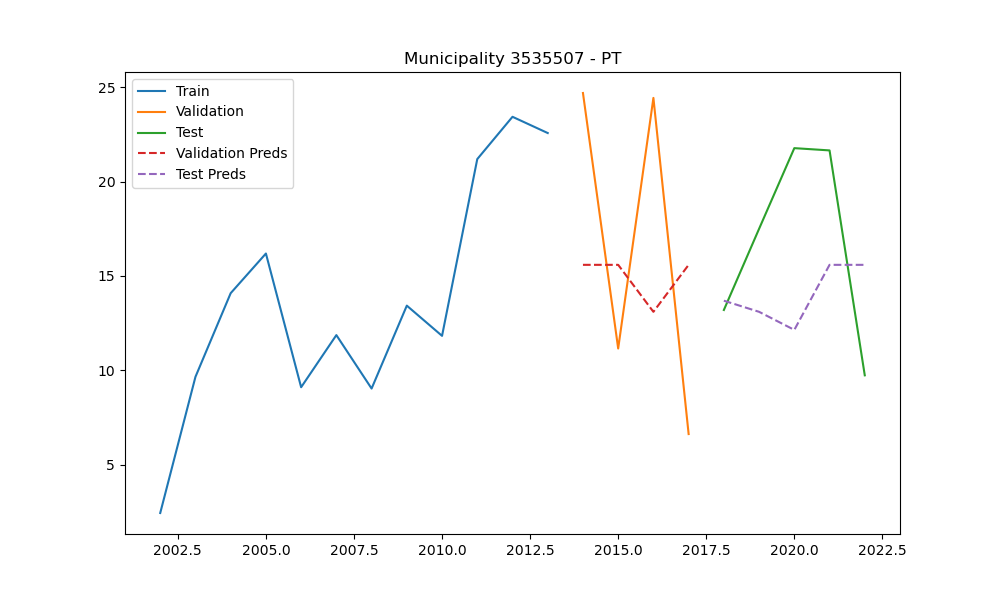 Municipality 3535507 - PT
25
20
15
10
5
Train
Validation
Test
Validation Preds
Test Preds
2002.5 2005.0 2007.5 2010.0 2012.5 2015.0 2017.5 2020.0 2022.5